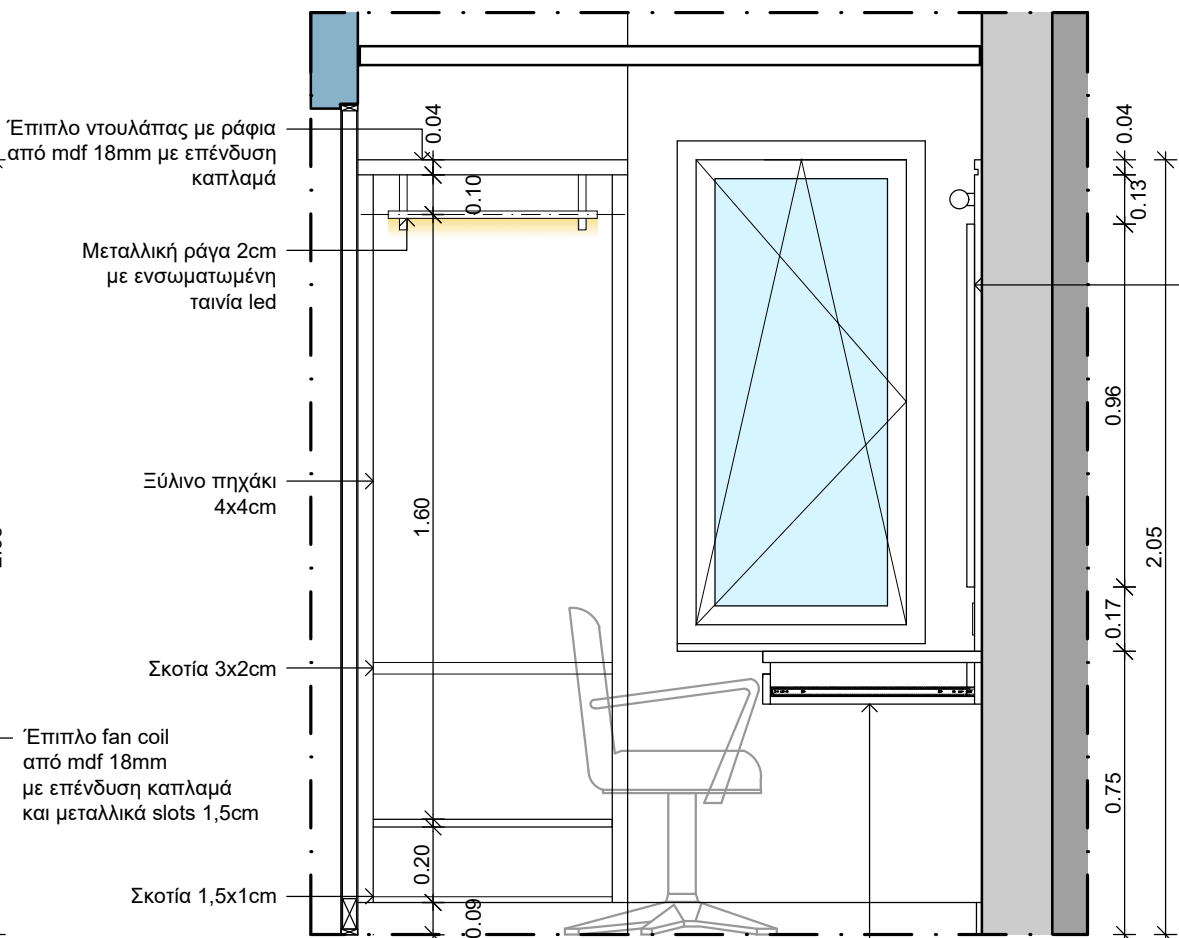 Έπιπλο ντουλάπας με ράφια
από mdf 18mm με επένδυση
καπλαμά
Μεταλλική ράγα 2cm
με ενσωματωμένη
ταινία led
Ξύλινο πηχάκι
4x4cm
Σκοτία 3x2cm
Έπιπλο fan coil
από mdf 18mm
με επένδυση καπλαμά
και μεταλλικά slots 1,5cm
Σκοτία 1,5x1cm
0.04
0.10
1.60
0.20
0.09
0.04
0.13
0.96
0.17
0.75
2.05